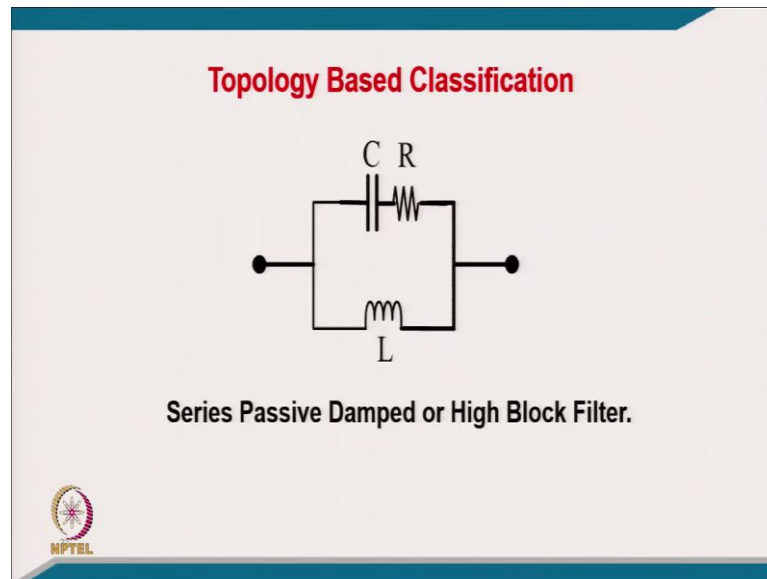 Topology Based Classification
C R
L
Series Passive Damped or High Block Filter.
NPTEL